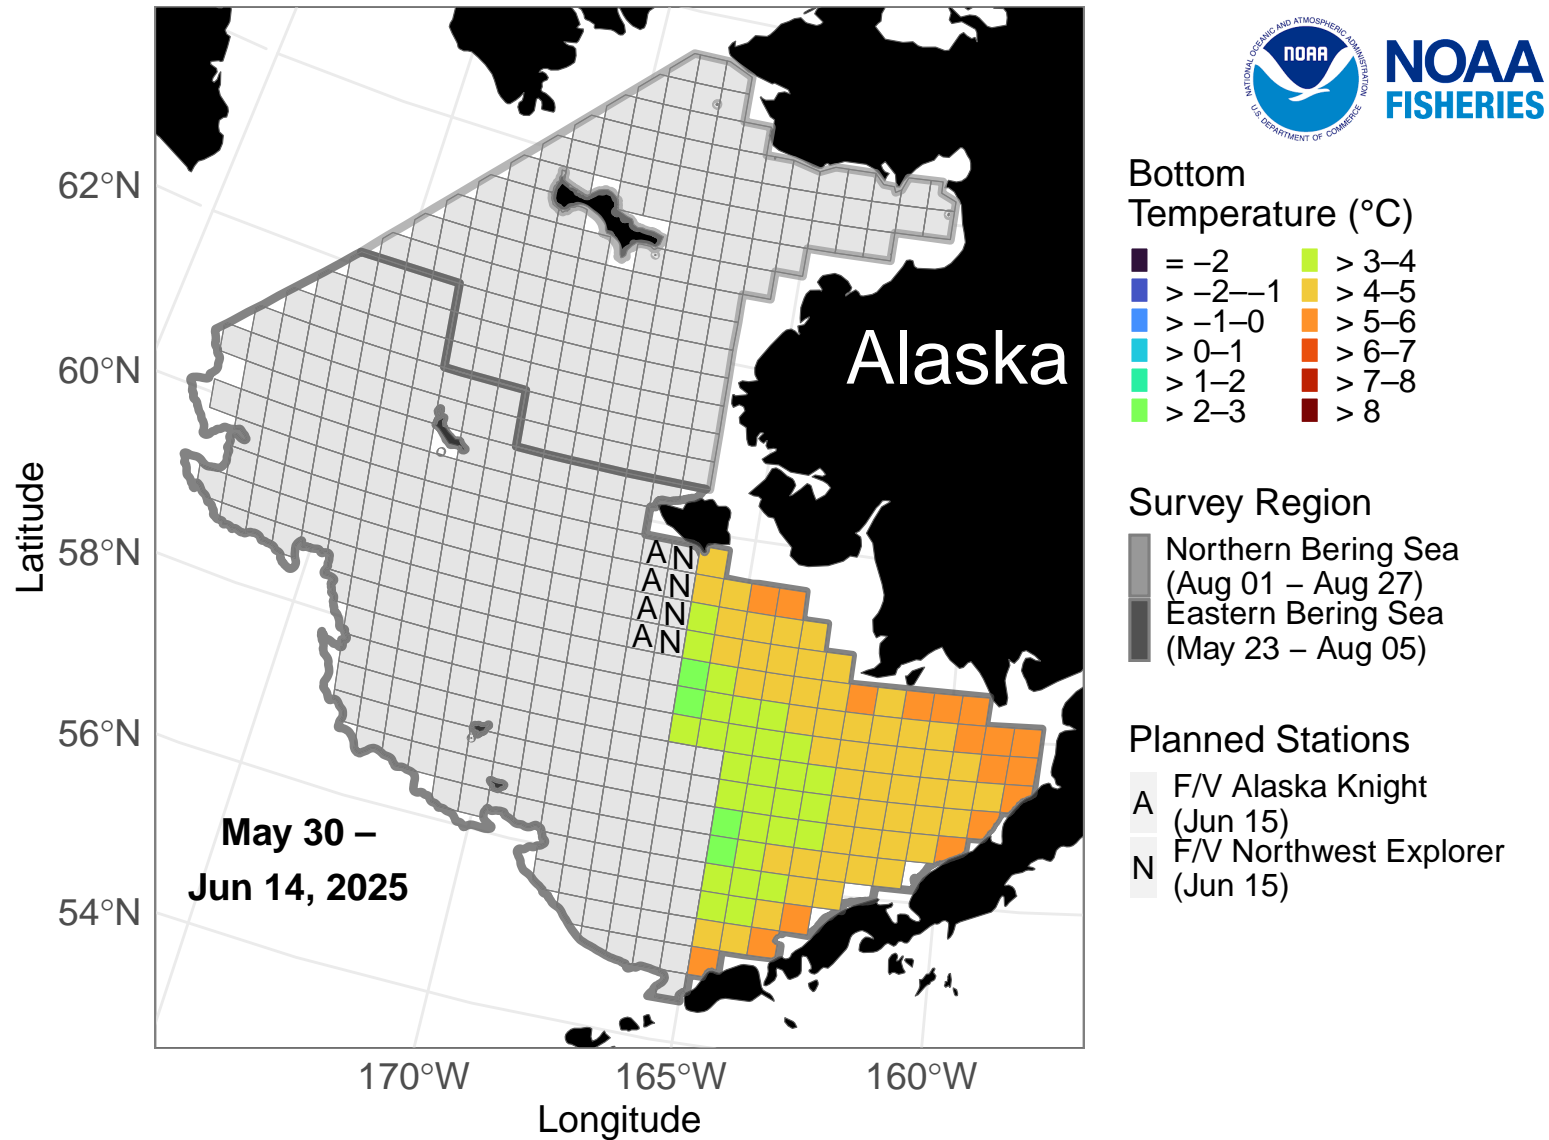 NATIONAL OCEANIC AND ATMOSPHERIC ADMINISTRATION
U.S. DEPARTMENT OF COMMERCE
NOAA
NOAA
FISHERIES
Bottom
Temperature (°C)
= −2
> −2−−1
> −1−0
> 0−1
> 1−2
> 2−3
> 3−4
> 4−5
> 5−6
> 6−7
> 7−8
> 8
Survey Region
Northern Bering Sea
(Aug 01 − Aug 27)
Eastern Bering Sea
(May 23 − Aug 05)
Planned Stations
A F/V Alaska Knight
(Jun 15)
N F/V Northwest Explorer
(Jun 15)
Latitude
62°N
60°N
58°N
56°N
54°N
Alaska
A N
A N
A N
A N
May 30 −
Jun 14, 2025
170°W 165°W 160°W
Longitude